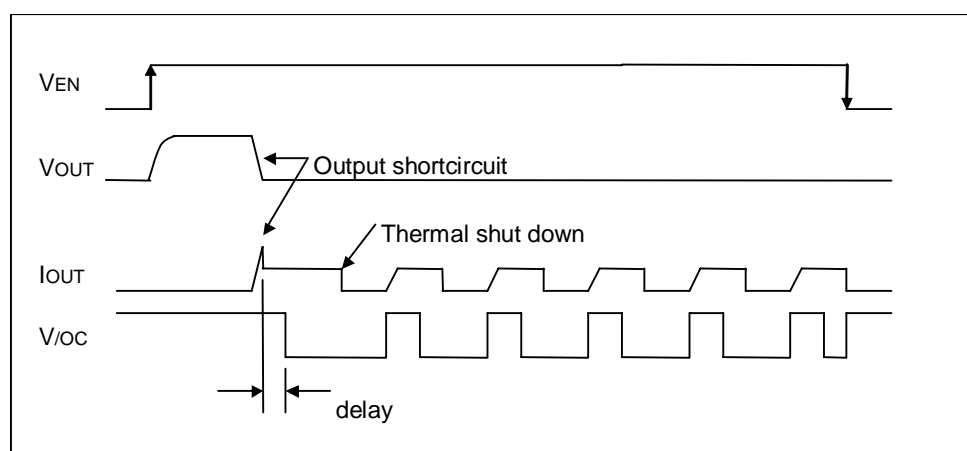 VEN
VOUT
Output shortcircuit
Thermal shut down
IOUT
V/OC
delay